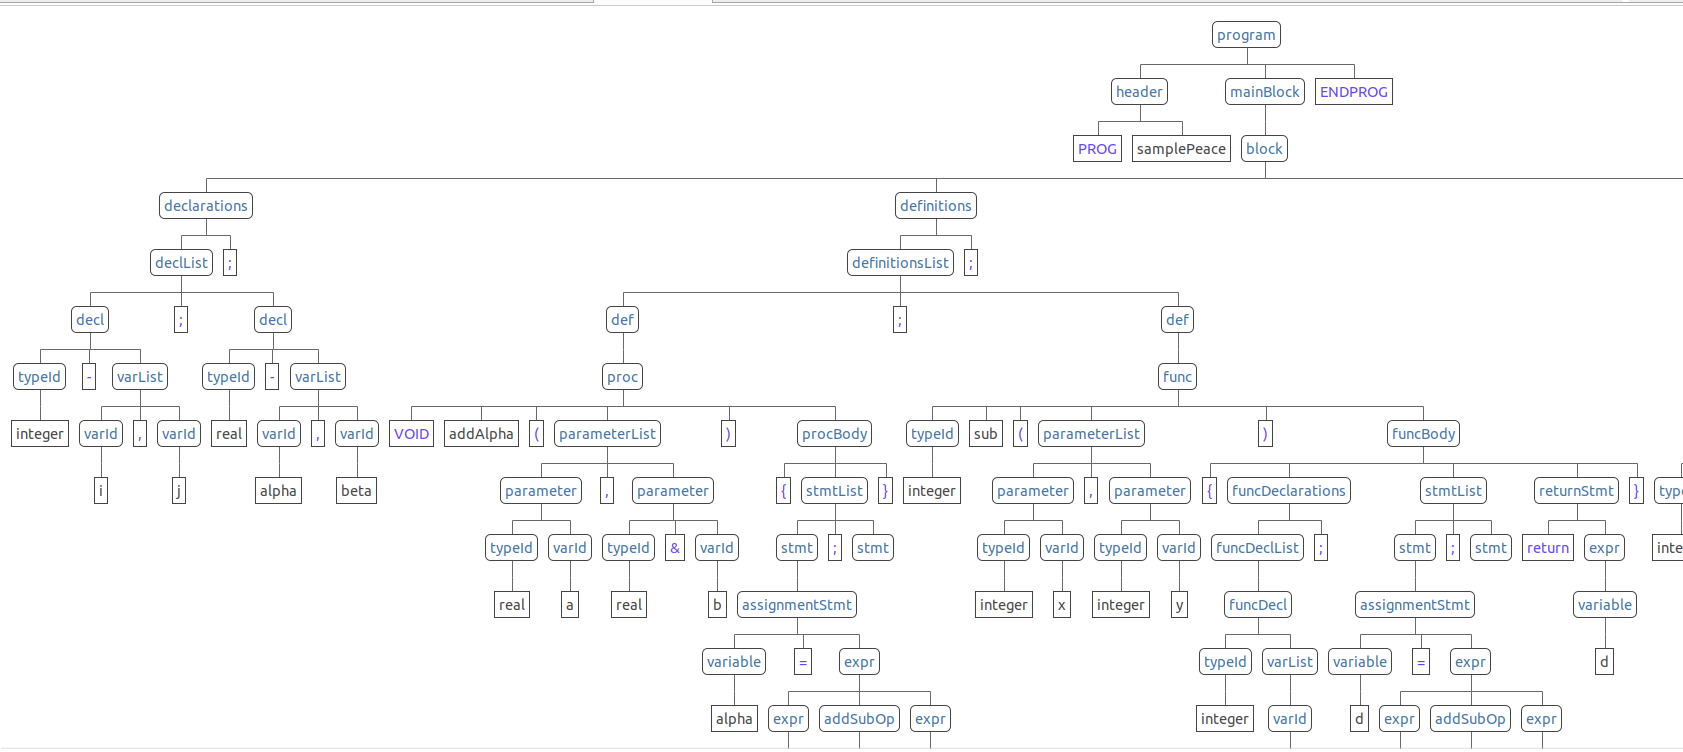 program
header mainBlock ENDPROG
PROG samplePeace block
declarations definitions
declList ; definitionsList ;
decl ; decl def ; def
typeId - varList typeId - varList proc func
integer varId , varId real varId , varId VOID addAlpha ( parameterList ) procBody typeId sub ( parameterList ) funcBody
i j alpha beta parameter , parameter { stmtList } integer parameter , parameter { funcDeclarations stmtList returnStmt } type
typeId varId typeId & varId stmt ; stmt typeId varId typeId varId funcDeclList ; stmt ; stmt return expr inte
real a real b assignmentStmt integer x integer y funcDecl assignmentStmt variable
variable = expr typeId varList variable = expr d
alpha expr addSubOp expr integer varId d expr addSubOp expr